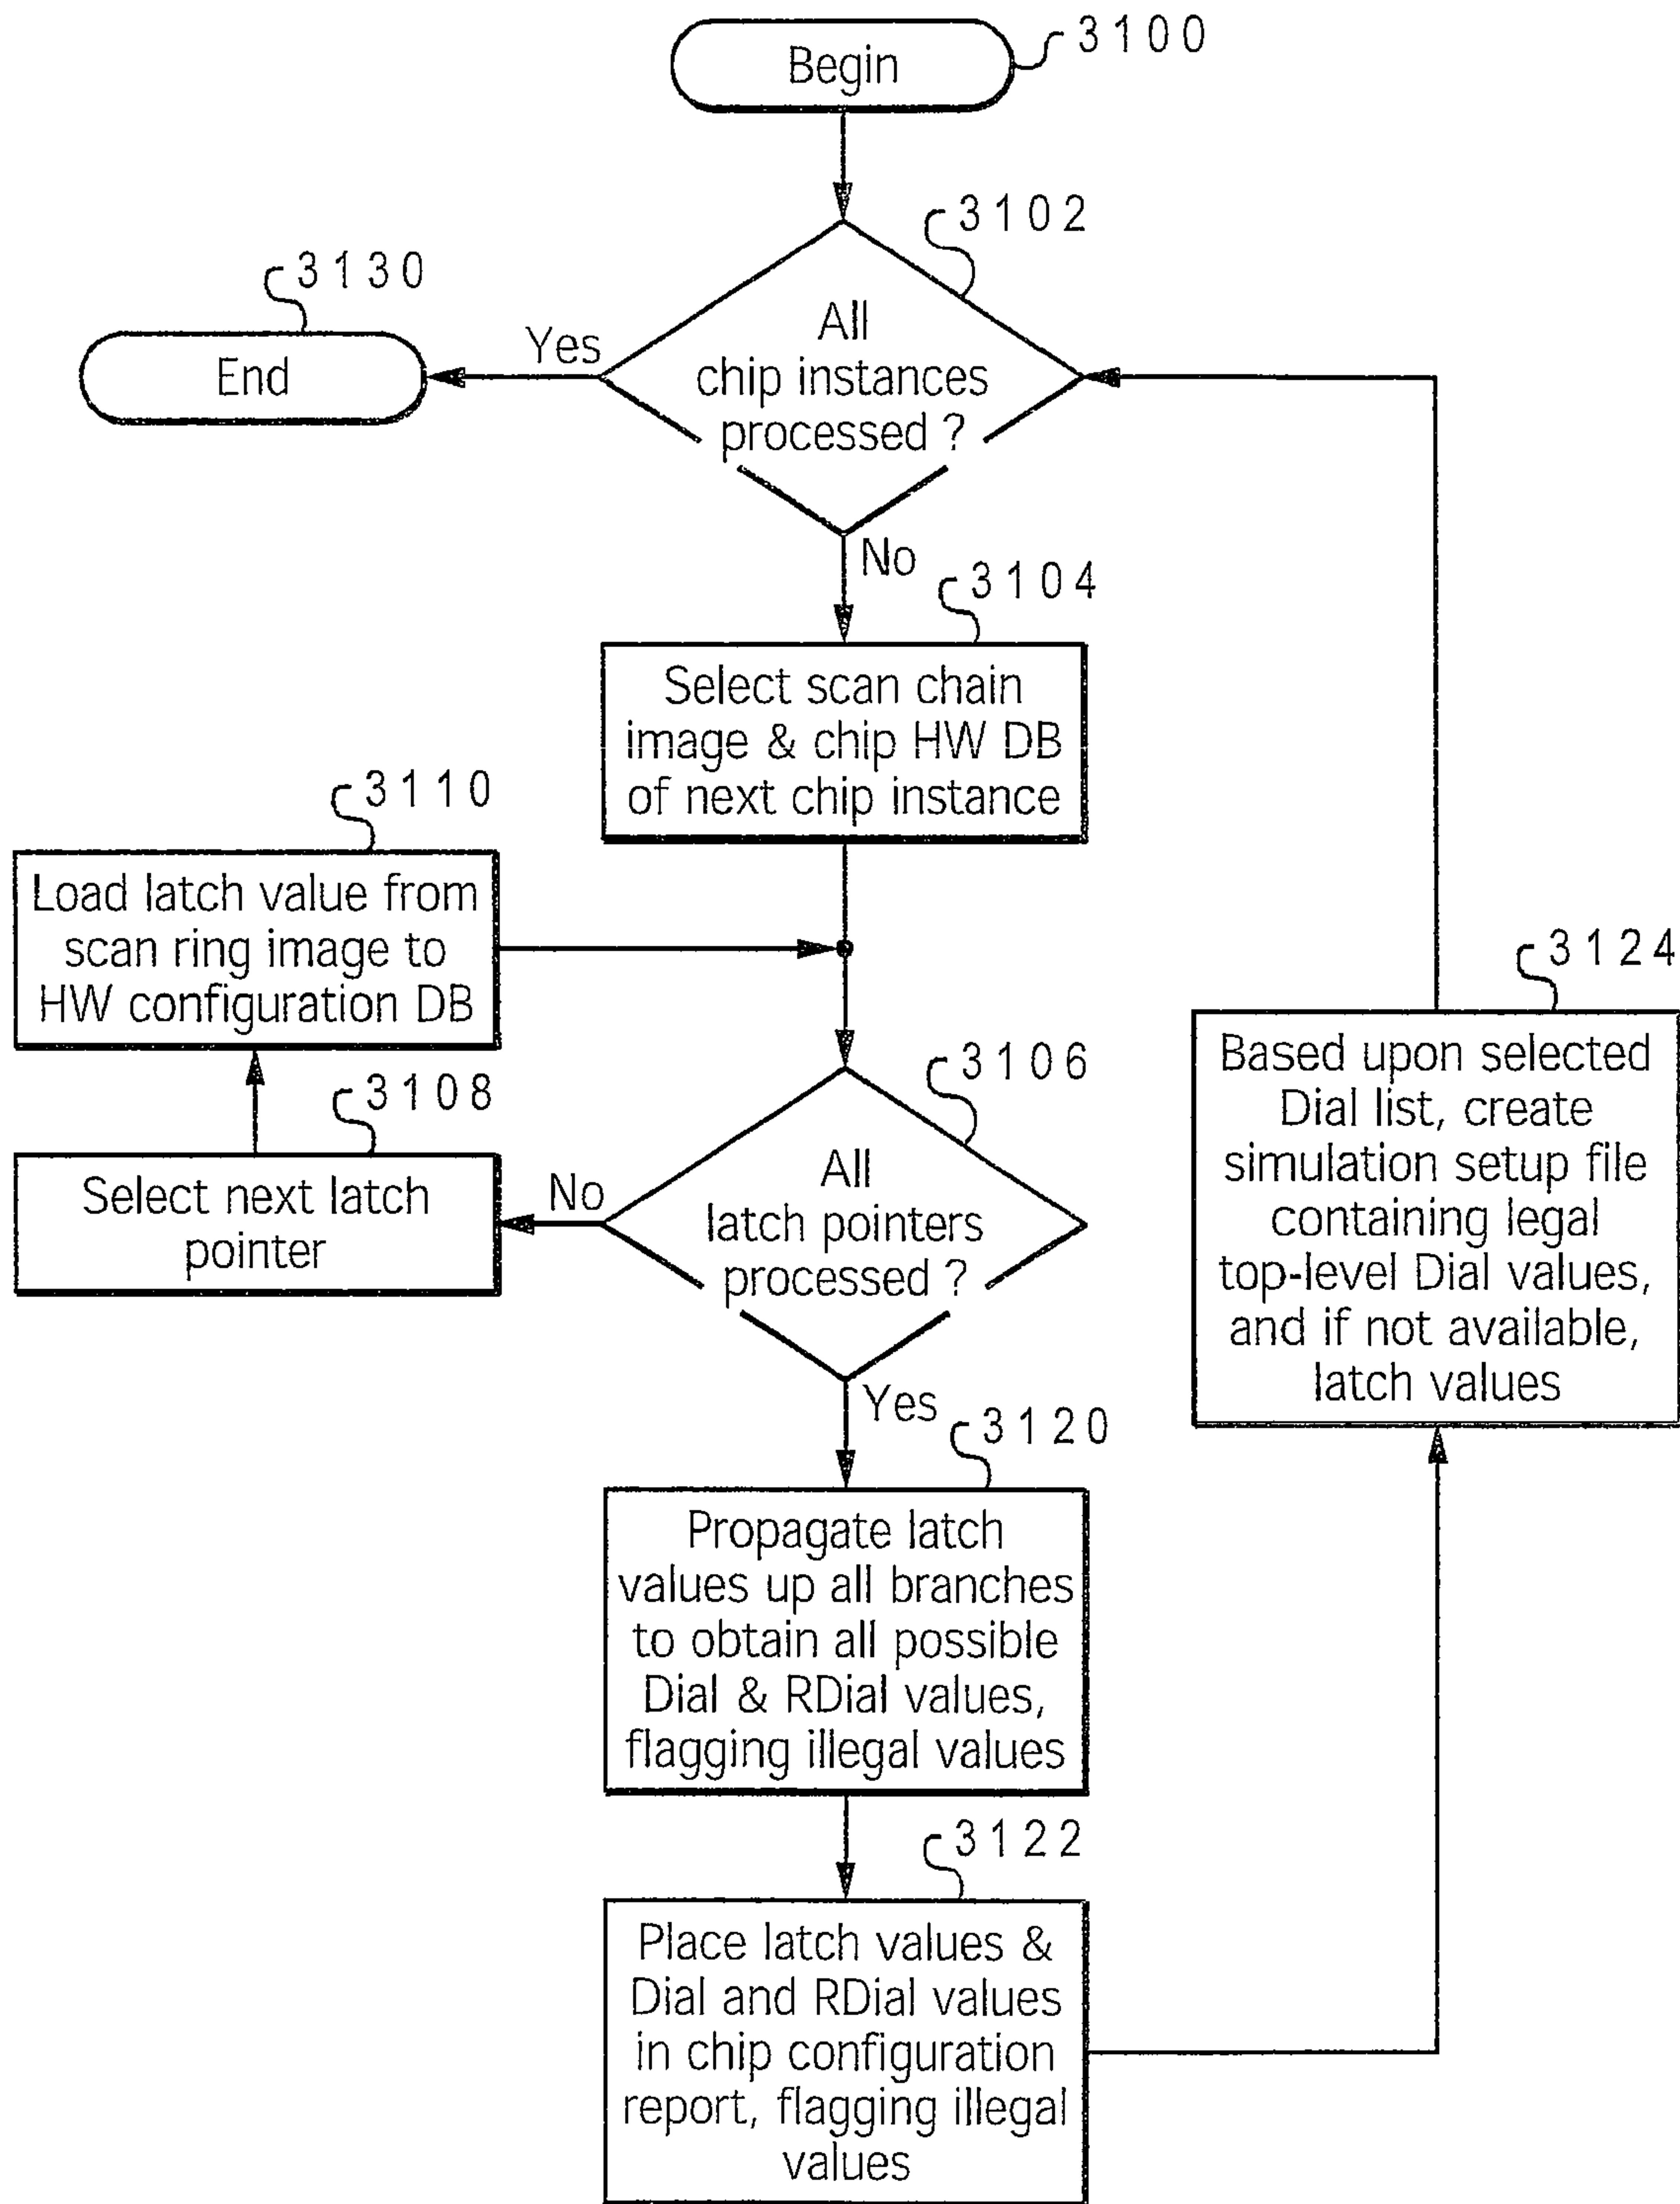 Begin
3100
3102
All
chip instances
processed ?
Yes
3130
End
No
3104
Select scan chain
image & chip HW DB
of next chip instance
3110
Load latch value from
scan ring image to
HW configuration DB
3108
Select next latch
pointer
3106
All
latch pointers
processed ?
No
Yes
3120
Propagate latch
values up all branches
to obtain all possible
Dial & RDial values,
flagging illegal values
3122
Place latch values &
Dial and RDial values
in chip configuration
report, flagging illegal
values
3124
Based upon selected
Dial list, create
simulation setup file
containing legal
top-level Dial values,
and if not available,
latch values